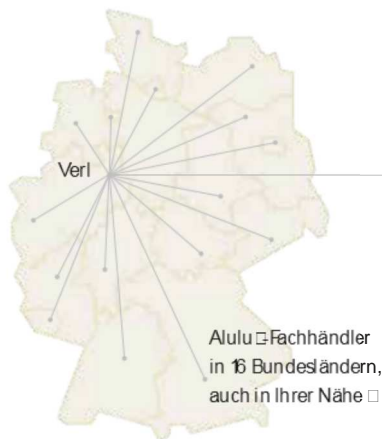 Verl
Alulu □-Fachhändler
in 16 Bundesländern,
auch in Ihrer Nähe □